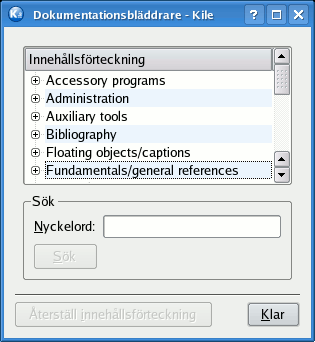 Dokumentationsbläddrare - Kile
Innehållsförteckning
Accessory programs
Administration
Auxiliary tools
Bibliography
Floating objects/captions
Fundamentals/general references
Sök
Nyckelord:
Sök
Återställ innehållsförteckning
Klar